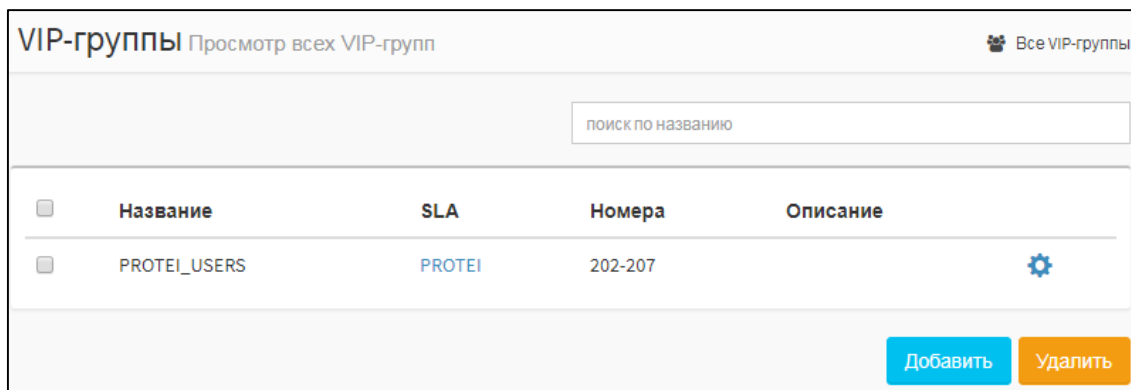 VIP-группы Просмотр всех VIP-групп Все VIP-группы
поиск по названию
Название SLA Номера Описание
PROTEI_USERS PROTEI 202-207
Добавить Удалить